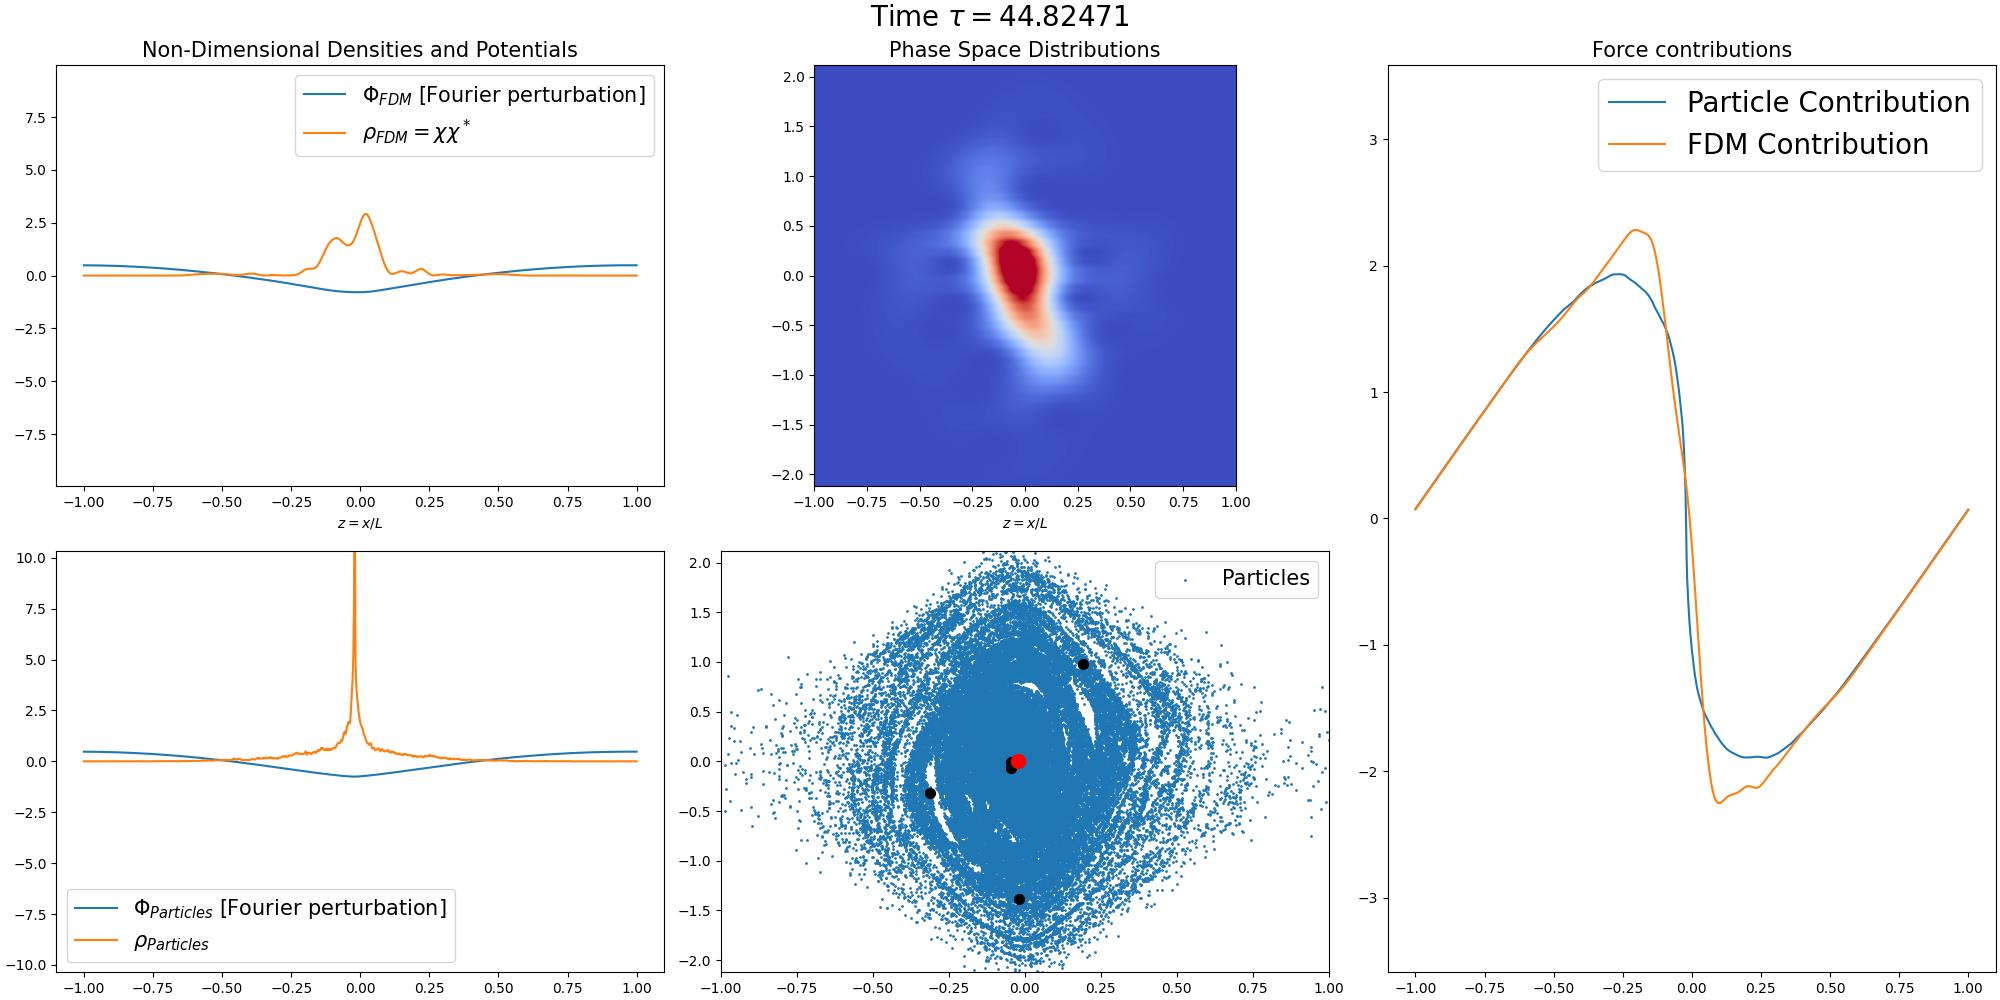 Time τ = 44.82471
Non-Dimensional Densities and Potentials
Φ_FDM [Fourier perturbation]
ρ_FDM = χχ*
7.5
5.0
2.5
0.0
−2.5
−5.0
−7.5
−1.00 −0.75 −0.50 −0.25 0.00 0.25 0.50 0.75 1.00
z = x/L
Phase Space Distributions
2.0
1.5
1.0
0.5
0.0
−0.5
−1.0
−1.5
−2.0
−1.00 −0.75 −0.50 −0.25 0.00 0.25 0.50 0.75 1.00
z = x/L
Force contributions
Particle Contribution
FDM Contribution
3
2
1
0
−1
−2
−3
−1.00 −0.75 −0.50 −0.25 0.00 0.25 0.50 0.75 1.00
10.0
7.5
5.0
2.5
0.0
−2.5
−5.0
−7.5
−10.0
Φ_Particles [Fourier perturbation]
ρ_Particles
−1.00 −0.75 −0.50 −0.25 0.00 0.25 0.50 0.75 1.00
Particles
2.0
1.5
1.0
0.5
0.0
−0.5
−1.0
−1.5
−2.0
−1.00 −0.75 −0.50 −0.25 0.00 0.25 0.50 0.75 1.00